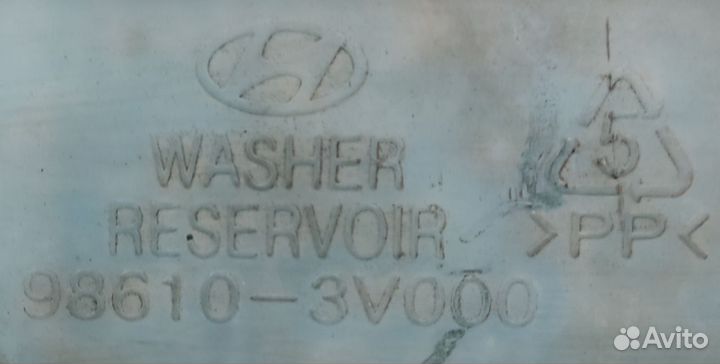 WASHER
RESERVOIR
98610-3V000
5
>PP<
Avito